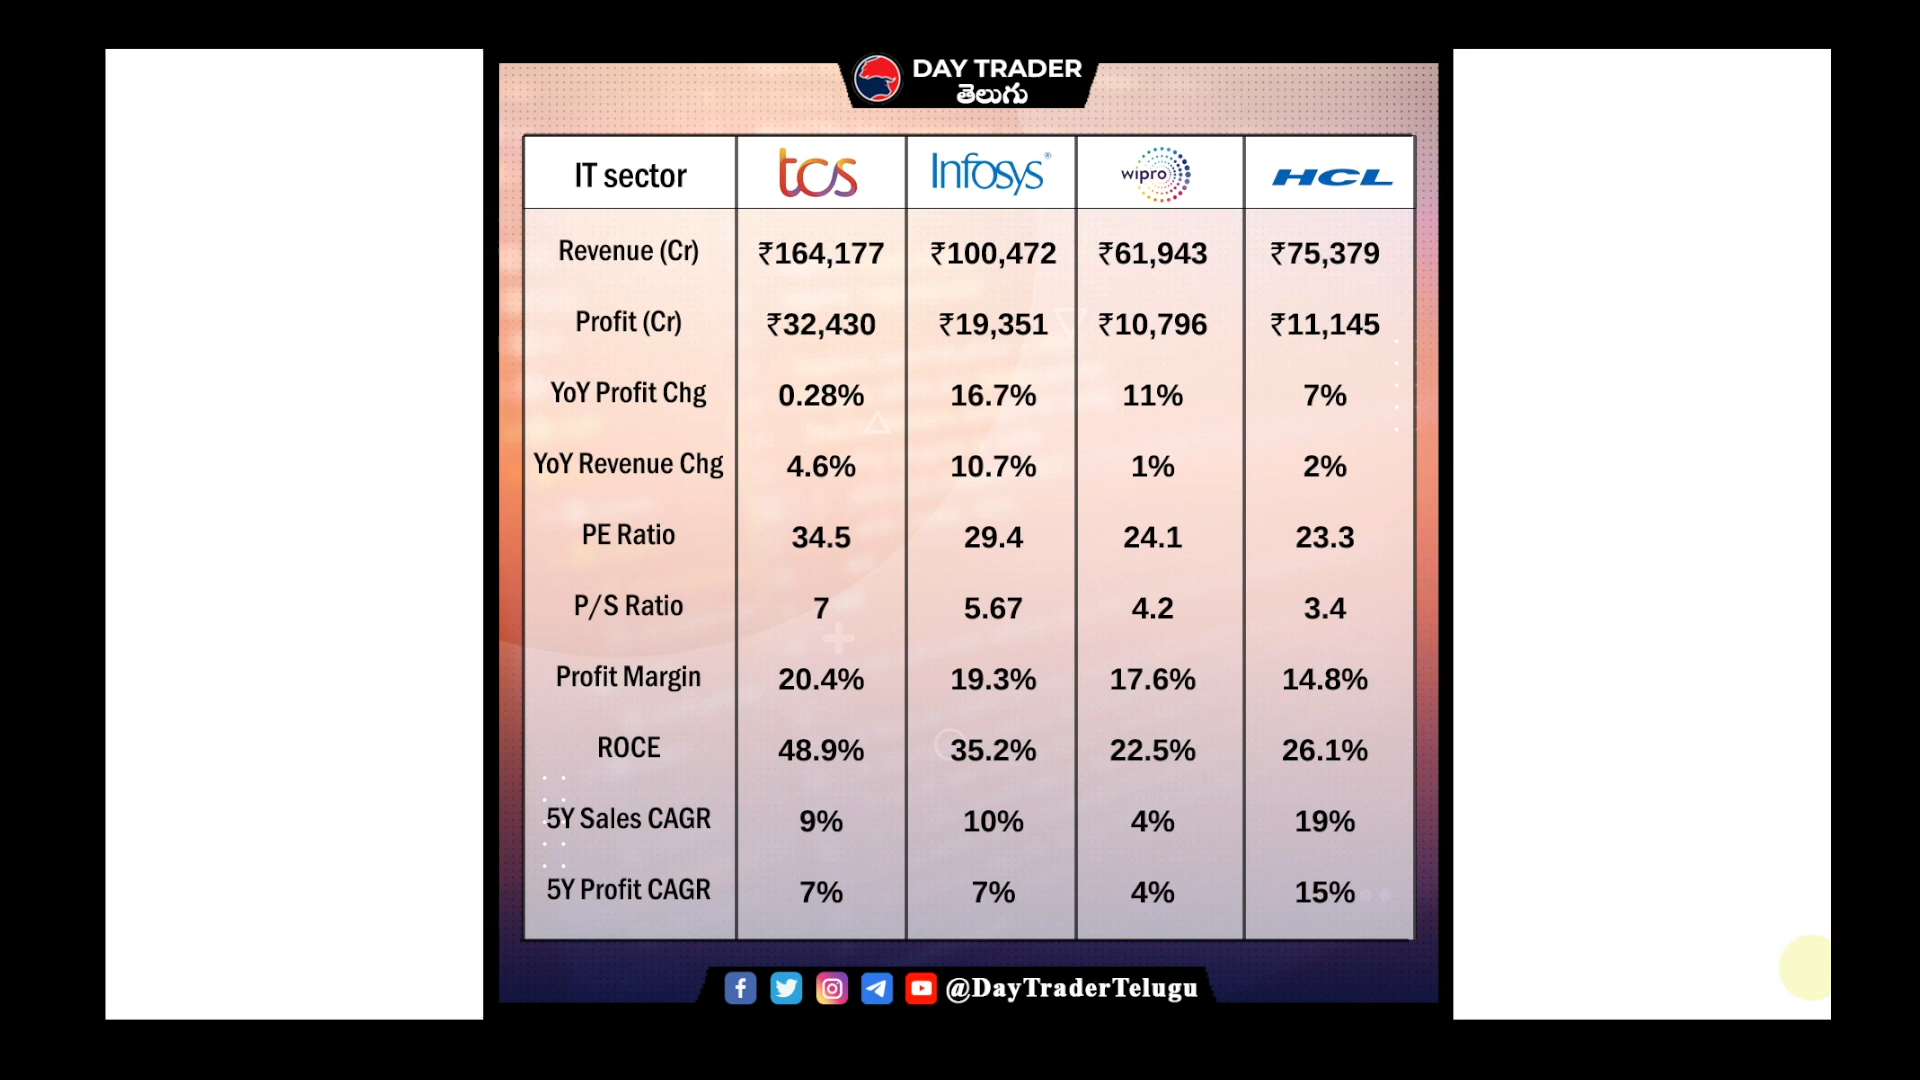 DAY TRADER
తెలుగు
IT sector tcs Infosys® wipro HCL
Revenue (Cr) ₹164,177 ₹100,472 ₹61,943 ₹75,379
Profit (Cr) ₹32,430 ₹19,351 ₹10,796 ₹11,145
YoY Profit Chg 0.28% 16.7% 11% 7%
YoY Revenue Chg 4.6% 10.7% 1% 2%
PE Ratio 34.5 29.4 24.1 23.3
P/S Ratio 7 5.67 4.2 3.4
Profit Margin 20.4% 19.3% 17.6% 14.8%
ROCE 48.9% 35.2% 22.5% 26.1%
5Y Sales CAGR 9% 10% 4% 19%
5Y Profit CAGR 7% 7% 4% 15%
@DayTraderTelugu